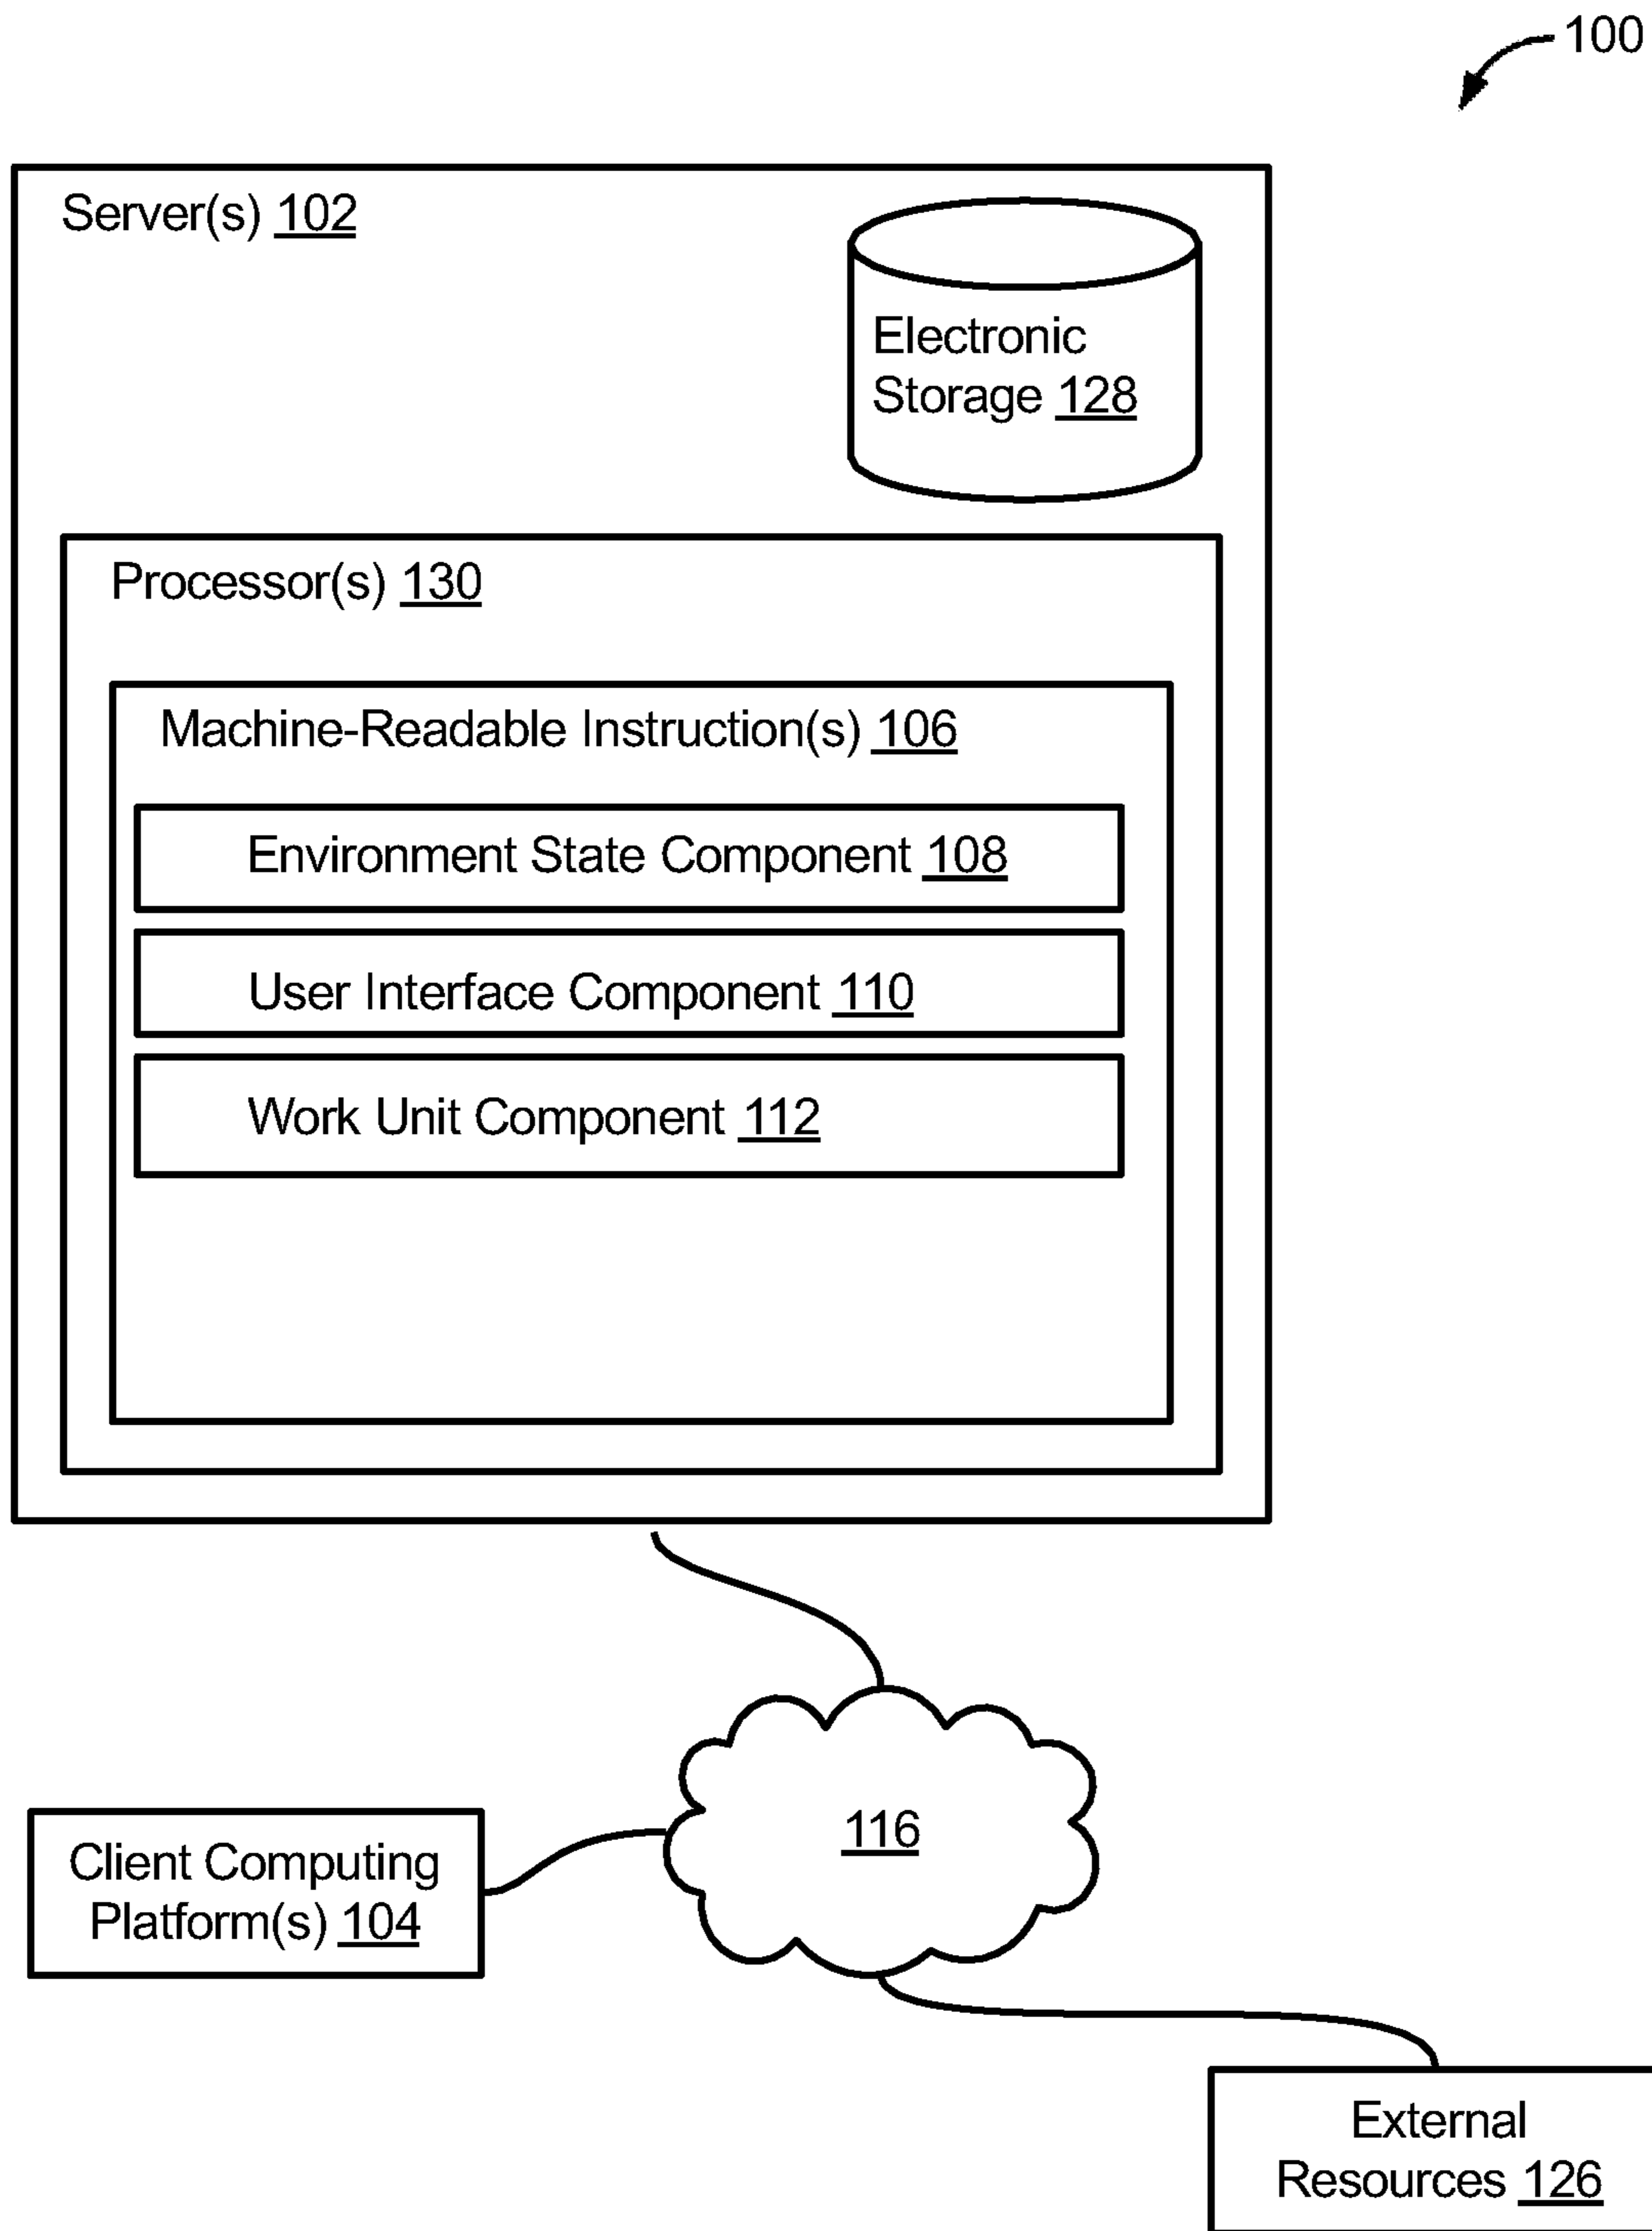 100
Server(s) 102
Electronic
Storage 128
Processor(s) 130
Machine-Readable Instruction(s) 106
Environment State Component 108
User Interface Component 110
Work Unit Component 112
116
Client Computing
Platform(s) 104
External
Resources 126